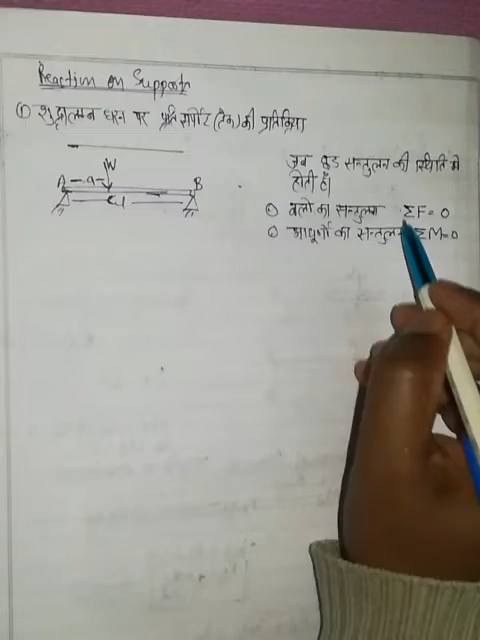 Reaction on Supports
① शुद्धालम्ब धरन पर प्रति सपोर्ट (टेक) की प्रतिक्रिया
जब दण्ड सन्तुलन की स्थिति मे
होती है।
W
A a B
l
① बलो का सन्तुलन ΣF=0
② आघूर्णो का सन्तुलन ΣM=0